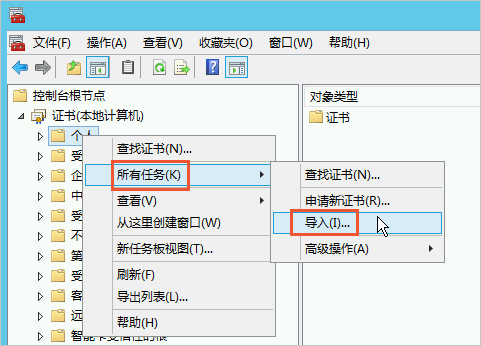 文件(F) 操作(A) 查看(V) 收藏夹(O) 窗口(W) 帮助(H)
控制台根节点
证书(本地计算机)
个人
受
企
中
受
不
第
受
客
远
智能卡受信任的根
对象类型
证书
查找证书(N)...
所有任务(K)
查看(V)
从这里创建窗口(W)
新任务板视图(T)...
刷新(F)
导出列表(L)...
帮助(H)
查找证书(N)...
申请新证书(R)...
导入(I)...
高级操作(A)